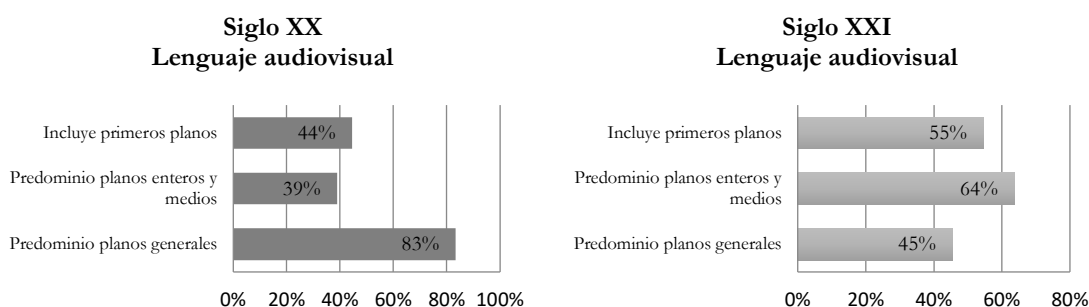 Siglo XX
Lenguaje audiovisual
Incluye primeros planos
44%
Predominio planos enteros y
medios
39%
Predominio planos generales
83%
0% 20% 40% 60% 80% 100%
Siglo XXI
Lenguaje audiovisual
Incluye primeros planos
55%
Predominio planos enteros y
medios
64%
Predominio planos generales
45%
0% 20% 40% 60% 80%